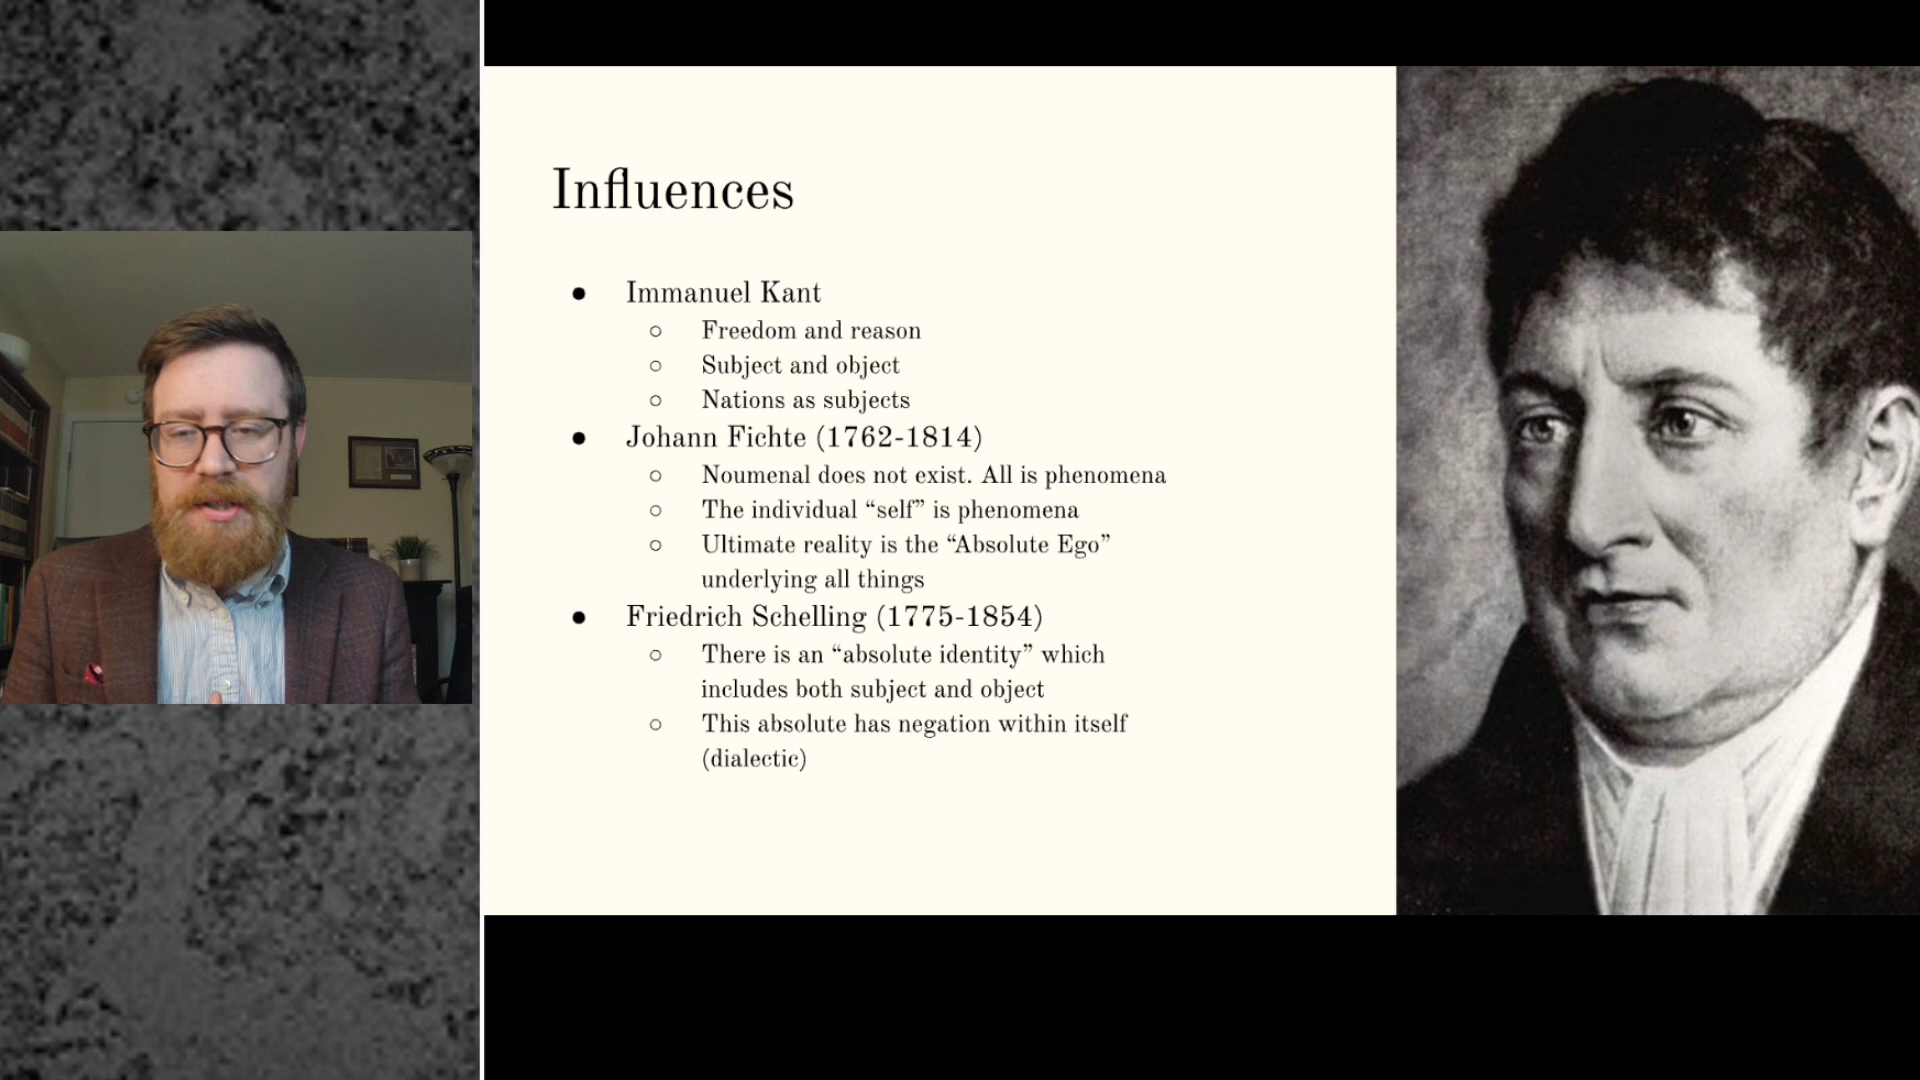 Influences
● Immanuel Kant
○ Freedom and reason
○ Subject and object
○ Nations as subjects
● Johann Fichte (1762-1814)
○ Noumenal does not exist. All is phenomena
○ The individual “self” is phenomena
○ Ultimate reality is the “Absolute Ego”
underlying all things
● Friedrich Schelling (1775-1854)
○ There is an “absolute identity” which
includes both subject and object
○ This absolute has negation within itself
(dialectic)